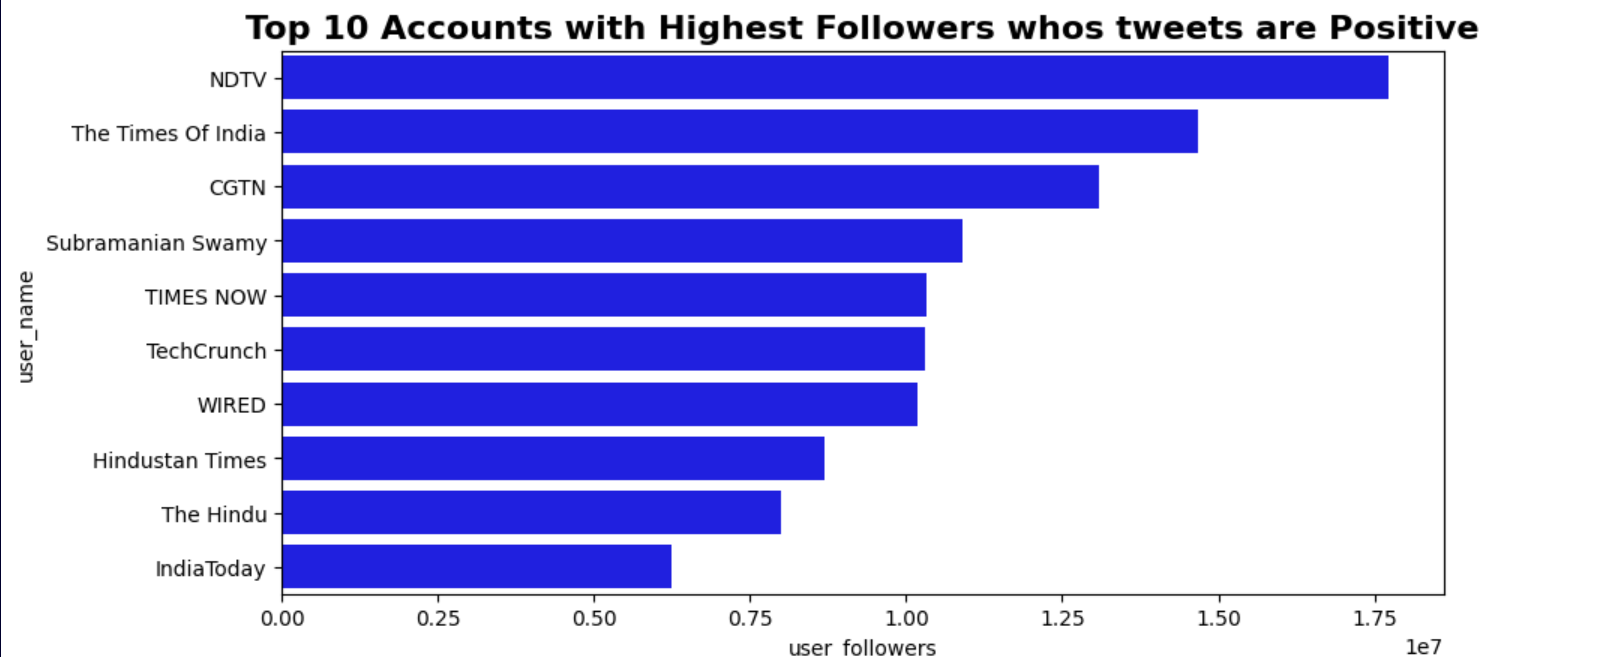 Top 10 Accounts with Highest Followers whos tweets are Positive
NDTV
The Times Of India
CGTN
Subramanian Swamy
TIMES NOW
TechCrunch
WIRED
Hindustan Times
The Hindu
IndiaToday
user_name
0.00 0.25 0.50 0.75 1.00 1.25 1.50 1.75
1e7
user_followers